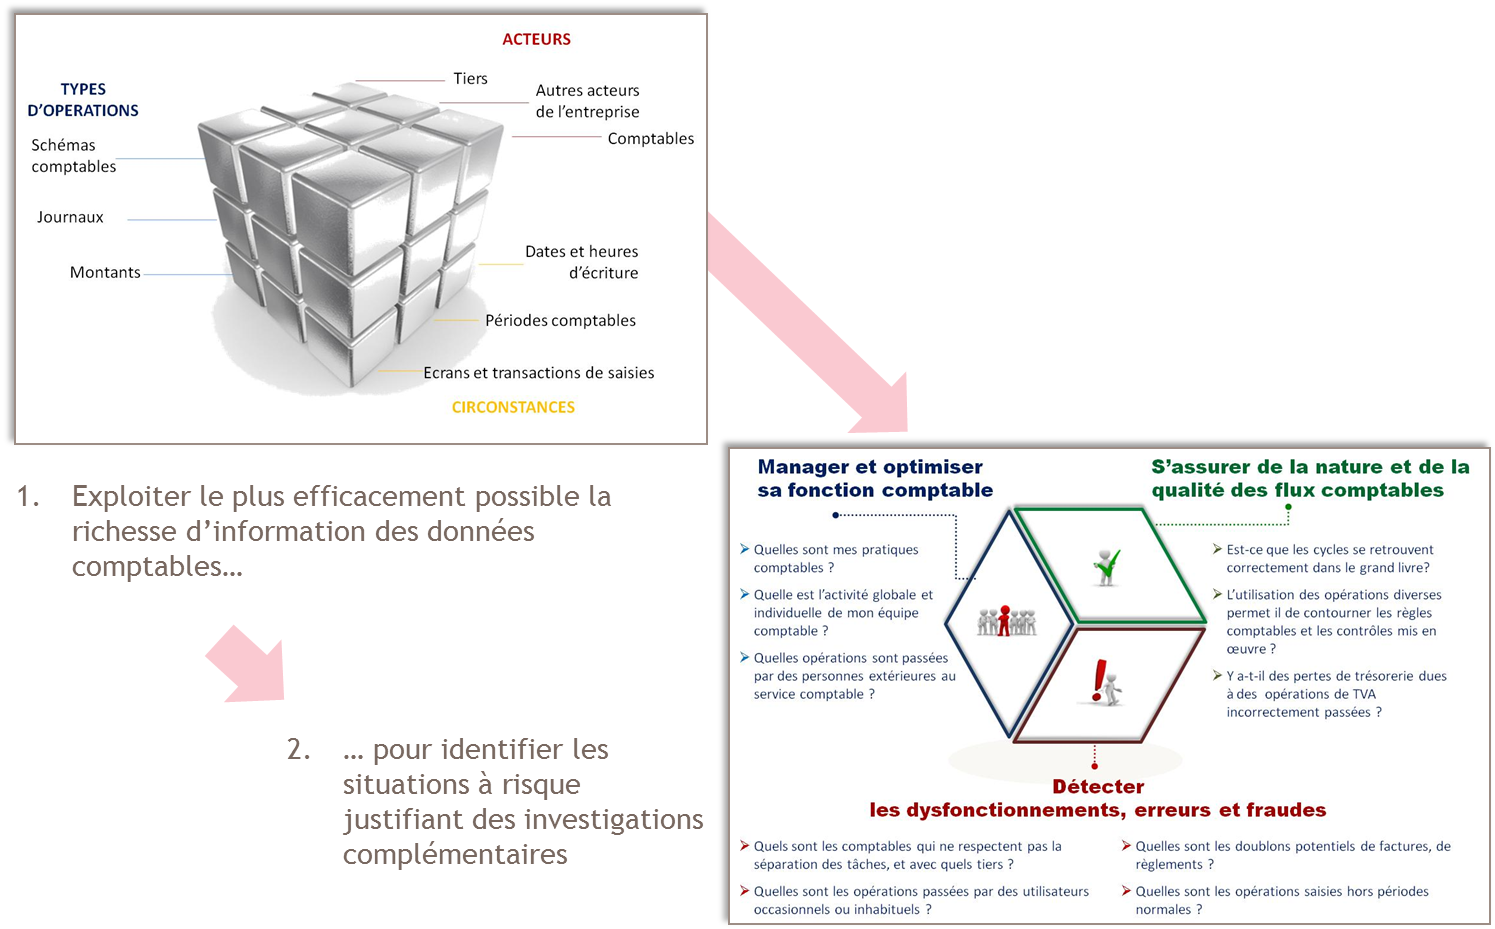 ACTEURS
Tiers
Autres acteurs
de l'entreprise
Comptables
TYPES
D'OPERATIONS
Schémas
comptables
Journaux
Montants
Dates et heures
d'écriture
Périodes comptables
Ecrans et transactions de saisies
CIRCONSTANCES
1. Exploiter le plus efficacement possible la
richesse d'information des données
comptables...
2. ... pour identifier les
situations à risque
justifiant des investigations
complémentaires
Manager et optimiser
sa fonction comptable
Quelles sont mes pratiques
comptables ?
Quelle est l'activité globale et
individuelle de mon équipe
comptable ?
Quelles opérations sont passées
par des personnes extérieures au
service comptable ?
S'assurer de la nature et de la
qualité des flux comptables
Est-ce que les cycles se retrouvent
correctement dans le grand livre?
L'utilisation des opérations diverses
permet il de contourner les règles
comptables et les contrôles mis en
œuvre ?
Y a-t-il des pertes de trésorerie dues
à des opérations de TVA
incorrectement passées ?
Détecter
les dysfonctionnements, erreurs et fraudes
Quels sont les comptables qui ne respectent pas la
séparation des tâches, et avec quels tiers ?
Quelles sont les opérations passées par des utilisateurs
occasionnels ou inhabituels ?
Quelles sont les doublons potentiels de factures, de
règlements ?
Quelles sont les opérations saisies hors périodes
normales ?